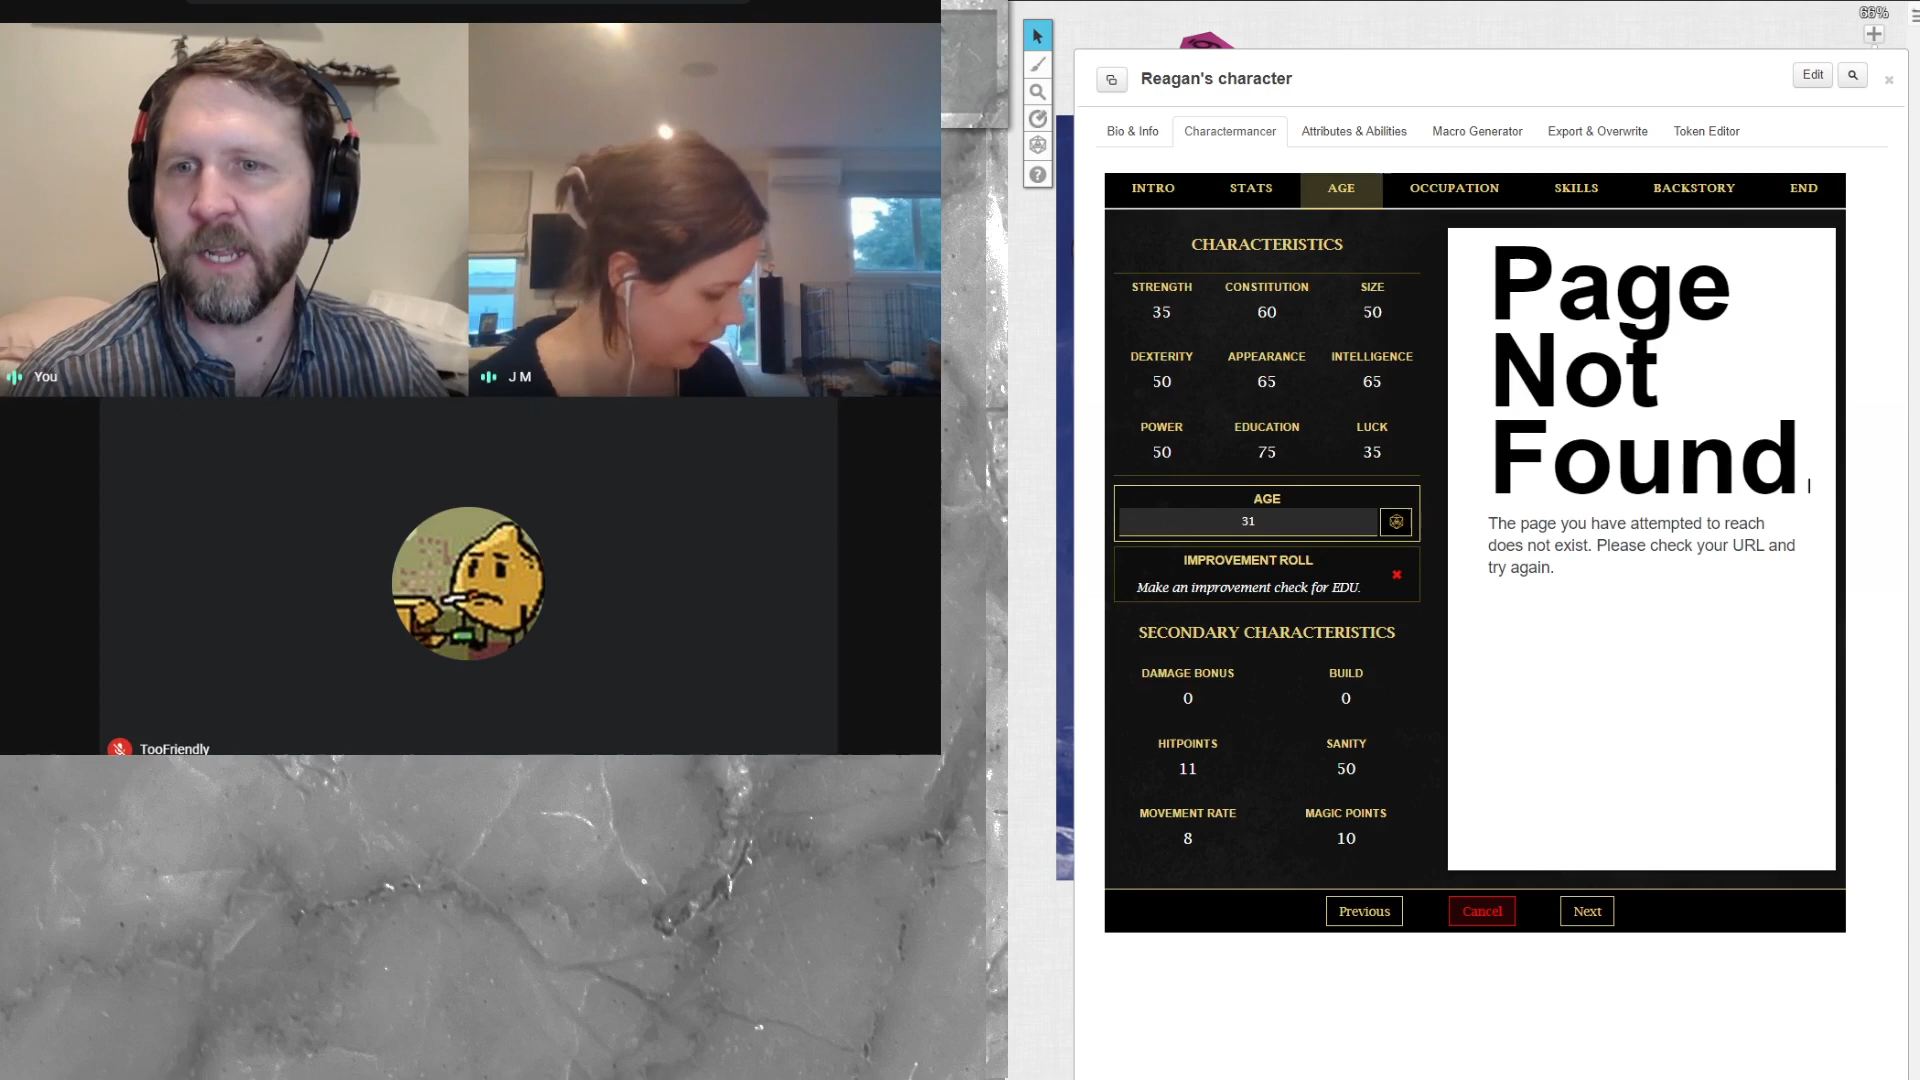 You
J M
TooFriendly
66%
Reagan's character
Edit
Bio & Info
Charactermancer
Attributes & Abilities
Macro Generator
Export & Overwrite
Token Editor
INTRO
STATS
AGE
OCCUPATION
SKILLS
BACKSTORY
END
CHARACTERISTICS
STRENGTH CONSTITUTION SIZE
35 60 50
DEXTERITY APPEARANCE INTELLIGENCE
50 65 65
POWER EDUCATION LUCK
50 75 35
AGE
31
IMPROVEMENT ROLL
Make an improvement check for EDU.
SECONDARY CHARACTERISTICS
DAMAGE BONUS BUILD
0 0
HITPOINTS SANITY
11 50
MOVEMENT RATE MAGIC POINTS
8 10
Page
Not
Found
The page you have attempted to reach
does not exist. Please check your URL and
try again.
Previous
Cancel
Next